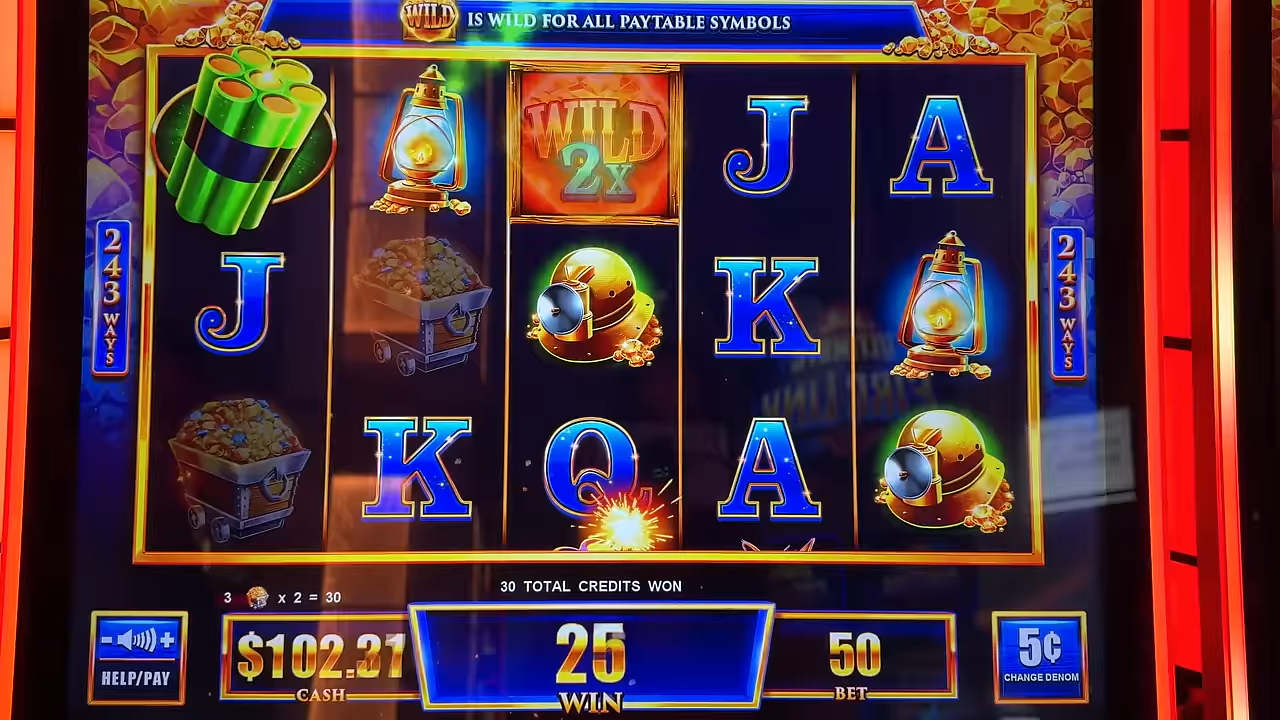 WILD IS WILD FOR ALL PAYTABLE SYMBOLS
WILD
2X
J
A
243 WAYS
J
K
243 WAYS
K
Q
A
30 TOTAL CREDITS WON
3 x 2 = 30
$102.31
CASH
25
WIN
50
BET
- +
HELP/PAY
5¢
CHANGE DENOM